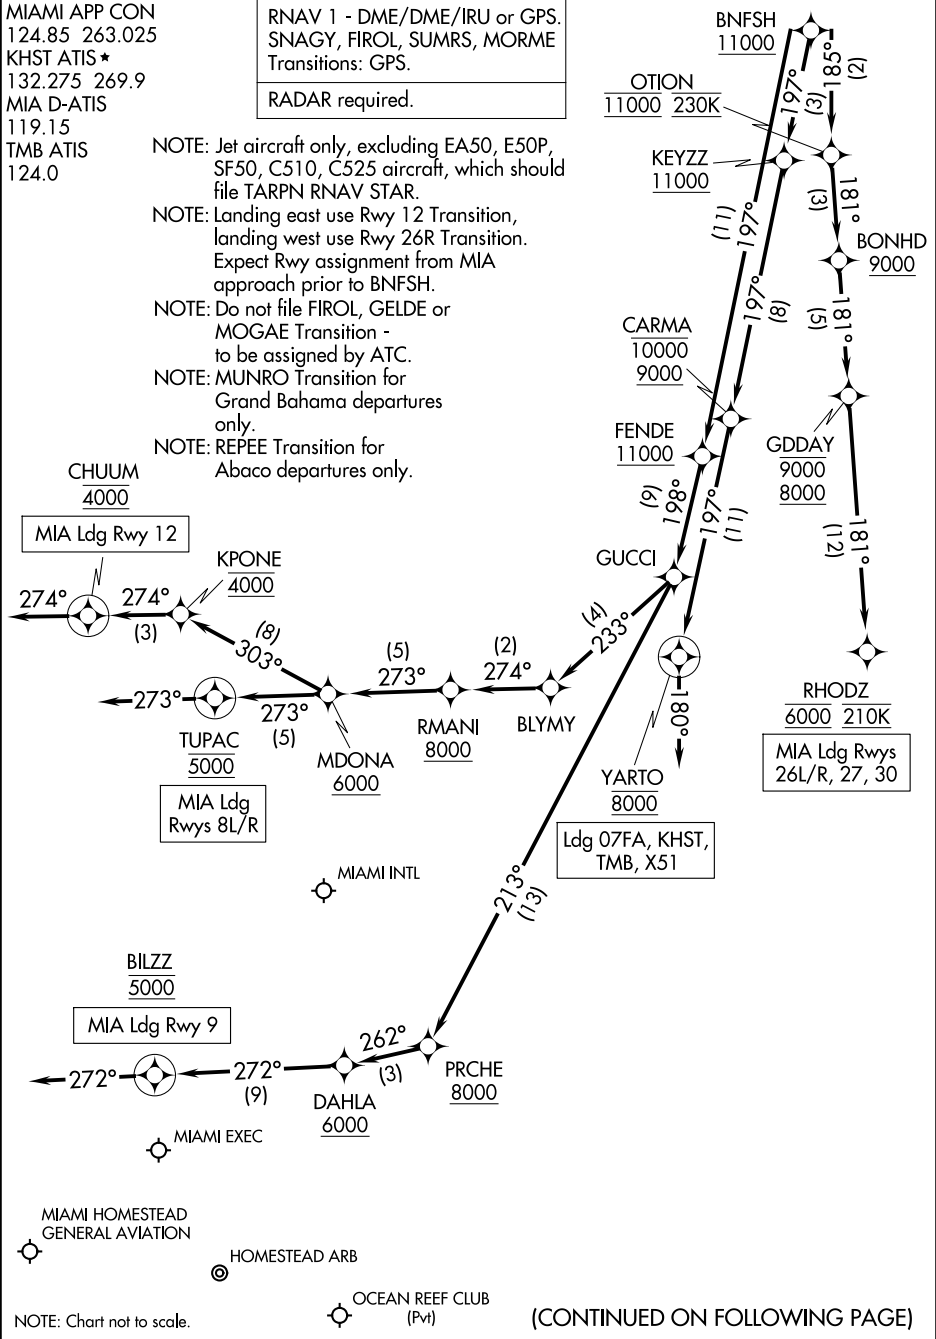 MIAMI APP CON
124.85 263.025
KHST ATIS ★
132.275 269.9
MIA D-ATIS
119.15
TMB ATIS
124.0
RNAV 1 - DME/DME/IRU or GPS.
SNAGY, FIROL, SUMRS, MORME
Transitions: GPS.
RADAR required.
NOTE: Jet aircraft only, excluding EA50, E50P,
SF50, C510, C525 aircraft, which should
file TARPN RNAV STAR.
NOTE: Landing east use Rwy 12 Transition,
landing west use Rwy 26R Transition.
Expect Rwy assignment from MIA
approach prior to BNFSH.
NOTE: Do not file FIROL, GELDE or
MOGAE Transition -
to be assigned by ATC.
NOTE: MUNRO Transition for
Grand Bahama departures
only.
NOTE: REPEE Transition for
Abaco departures only.
BNFSH
11000
185°
(2)
197°
(3)
OTION
11000 230K
KEYZZ
11000
181°
(3)
BONHD
9000
197°
(11)
197°
(8)
181°
(5)
CARMA
10000
9000
FENDE
11000
GDDAY
9000
8000
198°
(9)
197°
(11)
181°
(12)
CHUUM
4000
MIA Ldg Rwy 12
KPONE
4000
GUCCI
274°
274°
(3)
303°
(8)
273°
(5)
274°
(2)
233°
(4)
273°
273°
(5)
TUPAC
5000
MIA Ldg
Rwys 8L/R
MDONA
6000
RMANI
8000
BLYMY
180°
YARTO
8000
Ldg 07FA, KHST,
TMB, X51
RHODZ
6000 210K
MIA Ldg Rwys
26L/R, 27, 30
MIAMI INTL
213°
(13)
BILZZ
5000
MIA Ldg Rwy 9
272°
272°
(9)
262°
(3)
DAHLA
6000
PRCHE
8000
MIAMI EXEC
MIAMI HOMESTEAD
GENERAL AVIATION
HOMESTEAD ARB
OCEAN REEF CLUB
(Pvt)
NOTE: Chart not to scale.
(CONTINUED ON FOLLOWING PAGE)